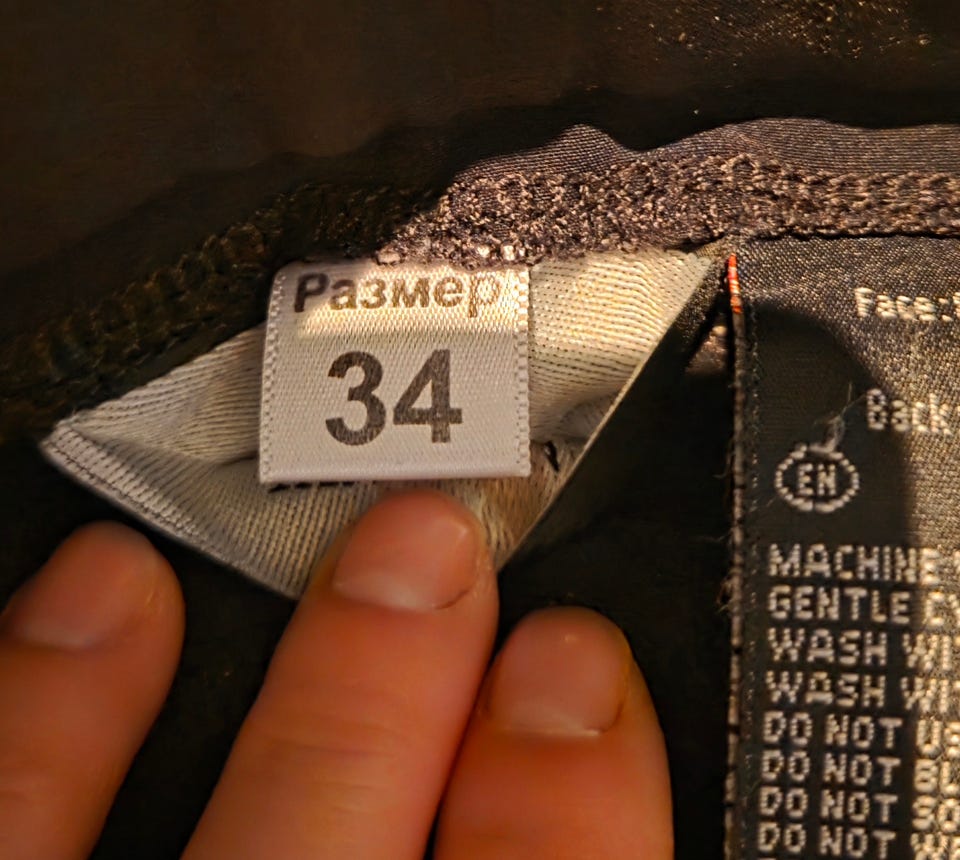 Размер
34
Face:
Back
EN
MACHINE
GENTLE
WASH
WASH
DO NOT
DO NOT
DO NOT
DO NOT